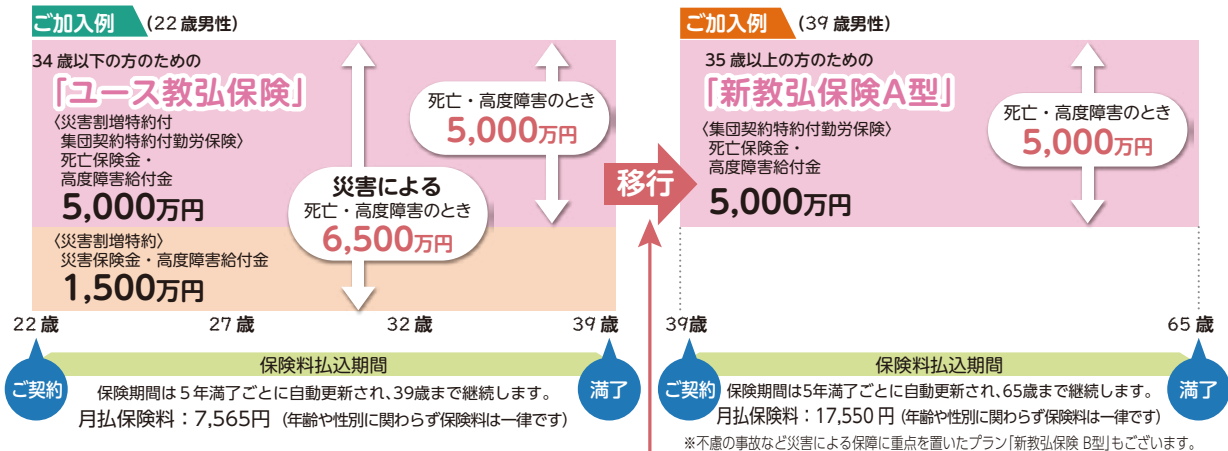 ご加入例 (22歳男性)
34歳以下の方のための
「ユース教弘保険」
〈災害割増特約付
集団契約特約付勤労保険〉
死亡保険金・
高度障害給付金
5,000万円
〈災害割増特約〉
災害保険金・高度障害給付金
1,500万円
災害による
死亡・高度障害のとき
6,500万円
死亡・高度障害のとき
5,000万円
22歳 27歳 32歳 39歳
保険料払込期間
ご契約
満了
保険期間は5年満了ごとに自動更新され、39歳まで継続します。
月払保険料：7,565円 (年齢や性別に関わらず保険料は一律です)
移行
ご加入例 (39歳男性)
35歳以上の方のための
「新教弘保険A型」
〈集団契約特約付勤労保険〉
死亡保険金・
高度障害給付金
5,000万円
死亡・高度障害のとき
5,000万円
39歳 65歳
保険料払込期間
ご契約
満了
保険期間は5年満了ごとに自動更新され、65歳まで継続します。
月払保険料：17,550円 (年齢や性別に関わらず保険料は一律です)
※不慮の事故など災害による保障に重点を置いたプラン「新教弘保険 B型」もございます。